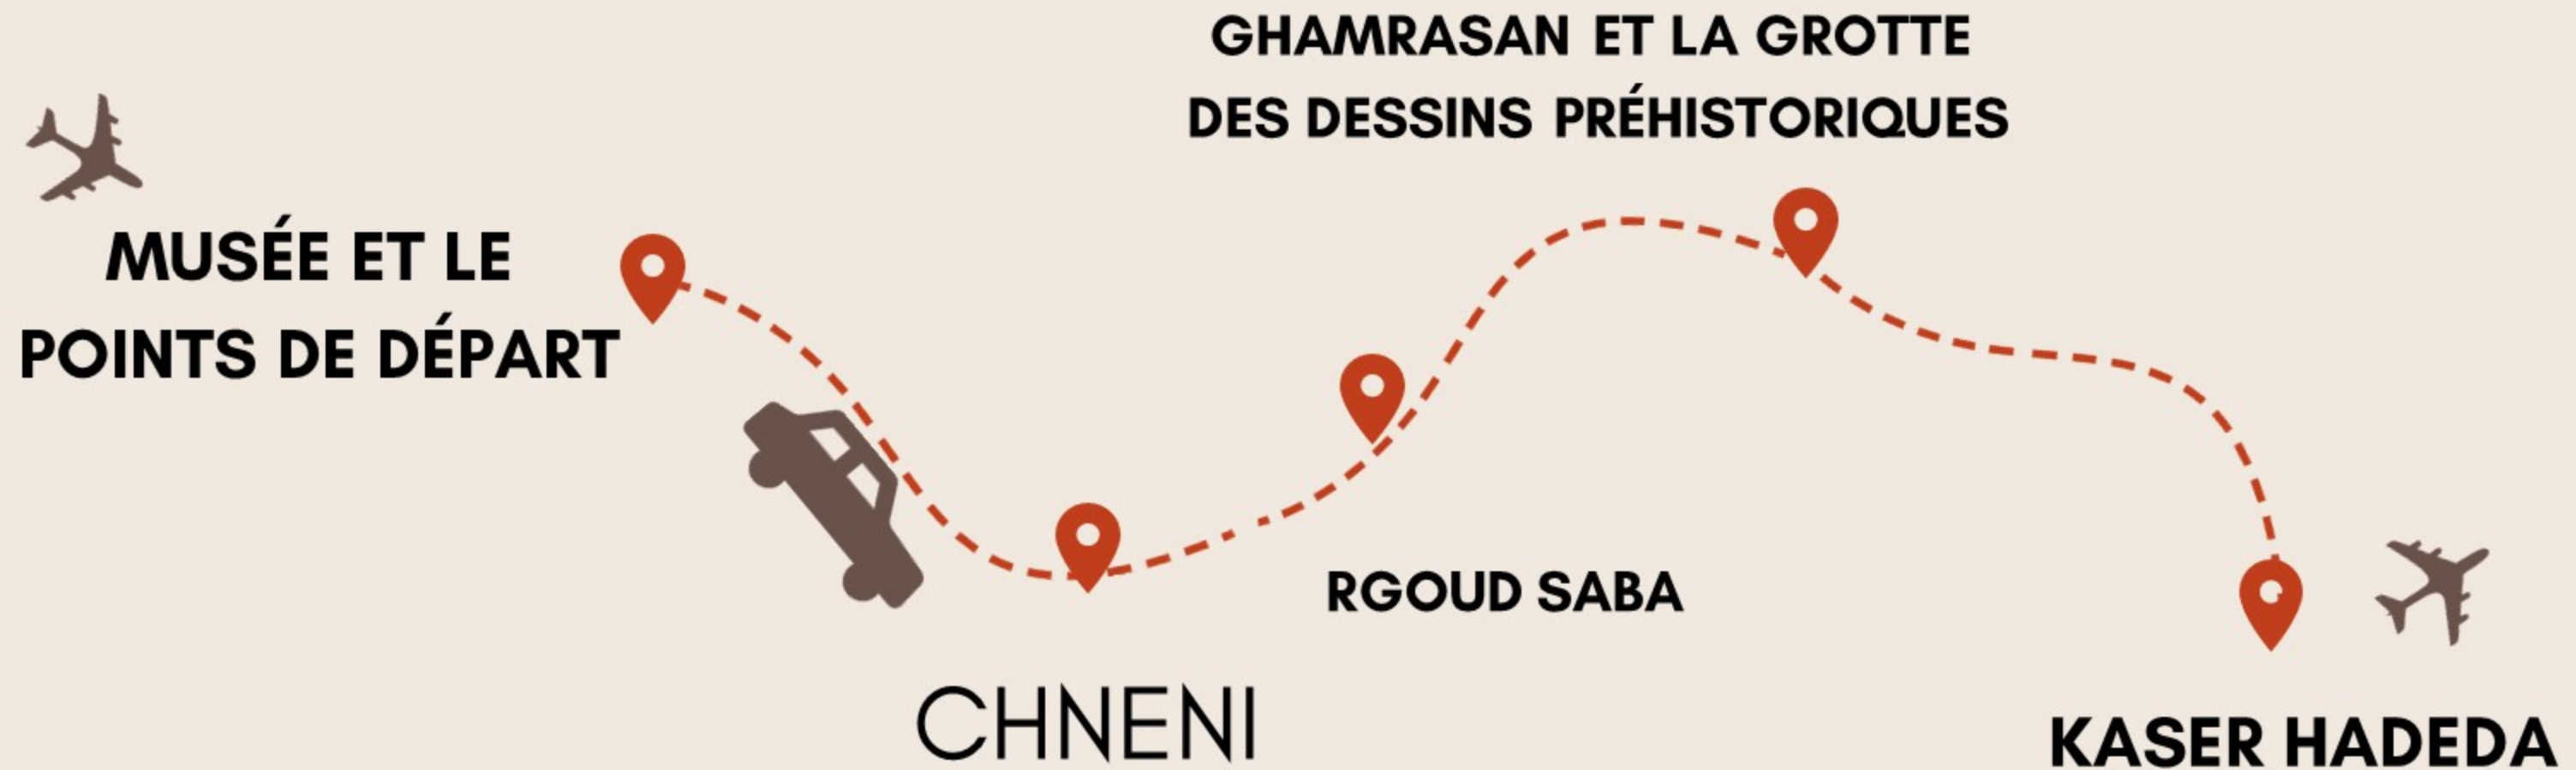 GHAMRASAN ET LA GROTTE
DES DESSINS PRÉHISTORIQUES
MUSÉE ET LE
POINTS DE DÉPART
RGOUD SABA
CHNENI
KASER HADEDA